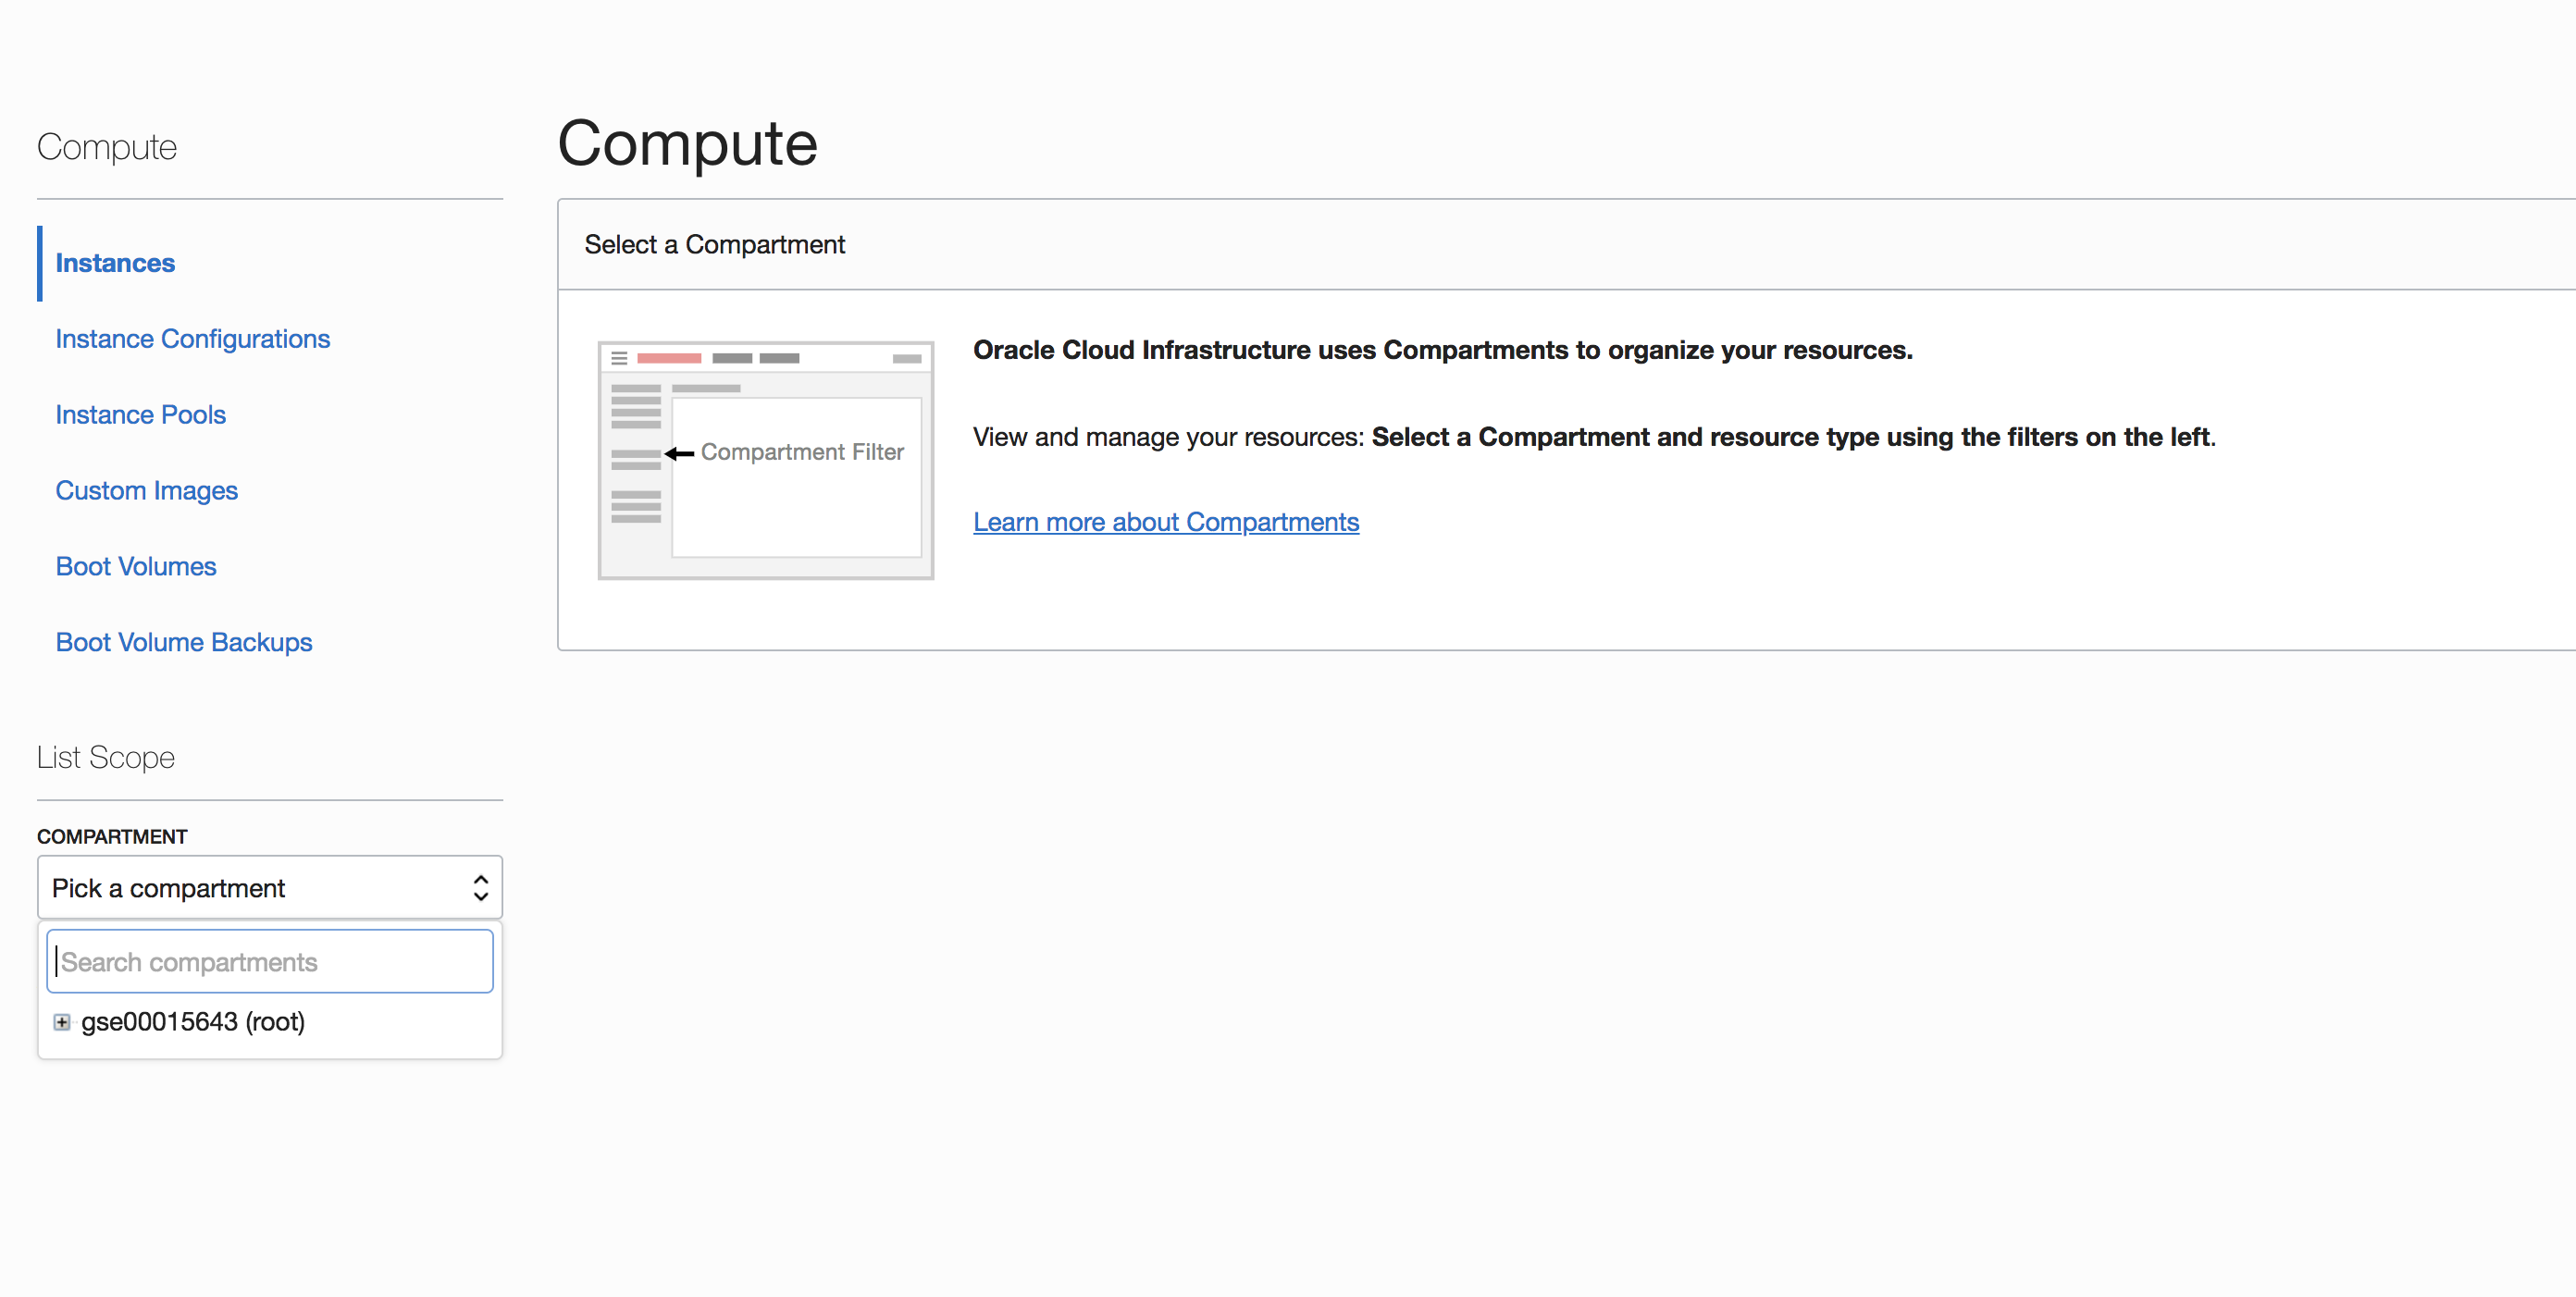 Compute
Instances
Instance Configurations
Instance Pools
Custom Images
Boot Volumes
Boot Volume Backups
List Scope
COMPARTMENT
Pick a compartment
Search compartments
gse00015643 (root)
Compute
Select a Compartment
Compartment Filter
Oracle Cloud Infrastructure uses Compartments to organize your resources.
View and manage your resources: Select a Compartment and resource type using the filters on the left.
Learn more about Compartments